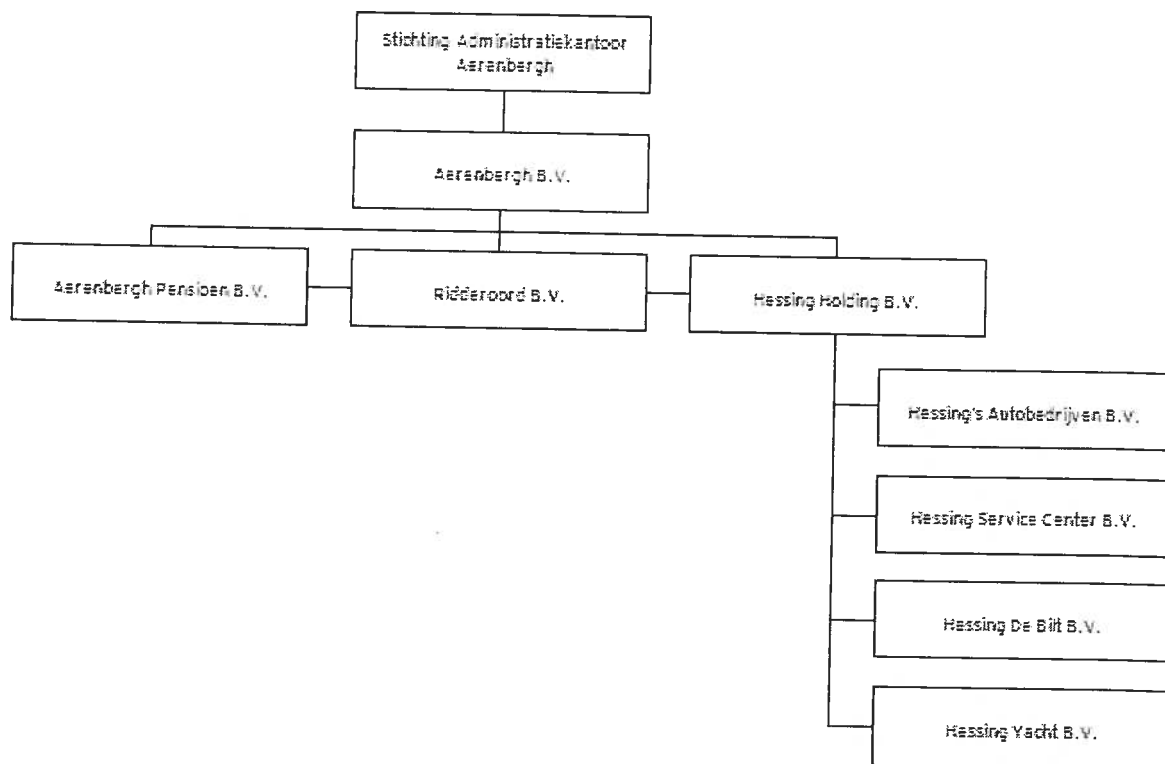 Stichting Administratiekantoor
Aerenbergh
Aerenbergh B.V.
Aerenbergh Pensioen B.V.
Ridderoord B.V.
Hessing Holding B.V.
Hessing's Autobedrijven B.V.
Hessing Service Center B.V.
Hessing De Bilt B.V.
Hessing Yacht B.V.